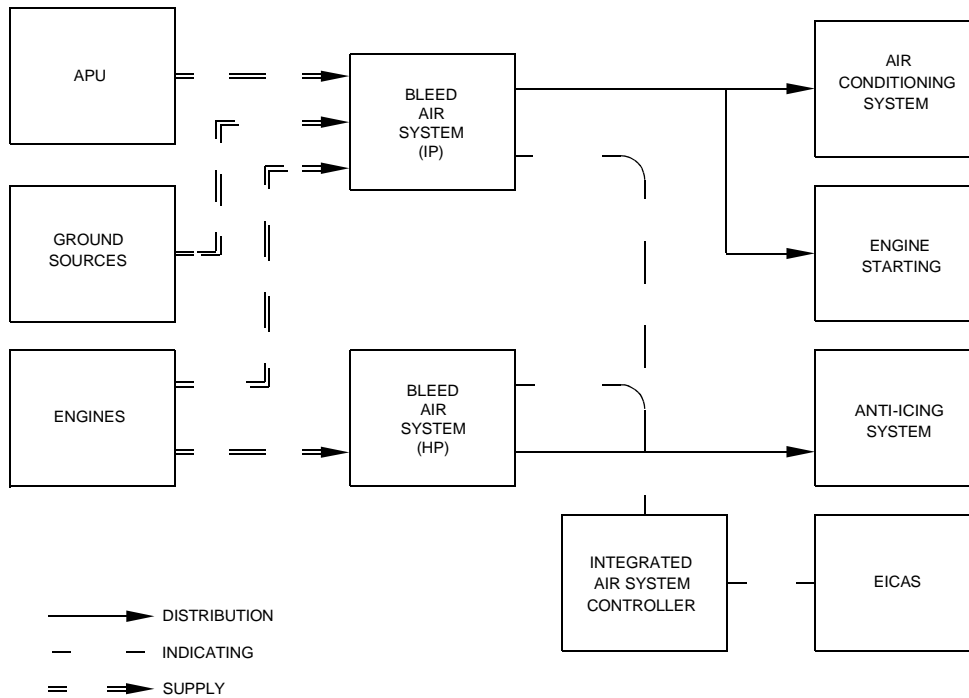 APU
BLEED
AIR
SYSTEM
(IP)
AIR
CONDITIONING
SYSTEM
GROUND
SOURCES
ENGINE
STARTING
ENGINES
BLEED
AIR
SYSTEM
(HP)
ANTI-ICING
SYSTEM
INTEGRATED
AIR SYSTEM
CONTROLLER
EICAS
DISTRIBUTION
INDICATING
SUPPLY